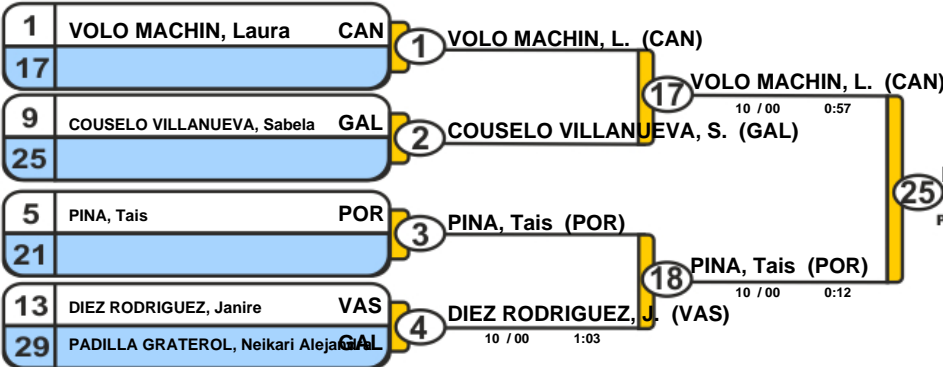 1 VOLO MACHIN, Laura CAN
17
1 VOLO MACHIN, L. (CAN)
17 VOLO MACHIN, L. (CAN)
10 / 00 0:57
9 COUSELO VILLANUEVA, Sabela GAL
25
2 COUSELO VILLANUEVA, S. (GAL)
25
5 PINA, Tais POR
21
3 PINA, Tais (POR)
18 PINA, Tais (POR)
10 / 00 0:12
13 DIEZ RODRIGUEZ, Janire VAS
29 PADILLA GRATEROL, Neikari Alejandra GAL
4 DIEZ RODRIGUEZ, J. (VAS)
10 / 00 1:03